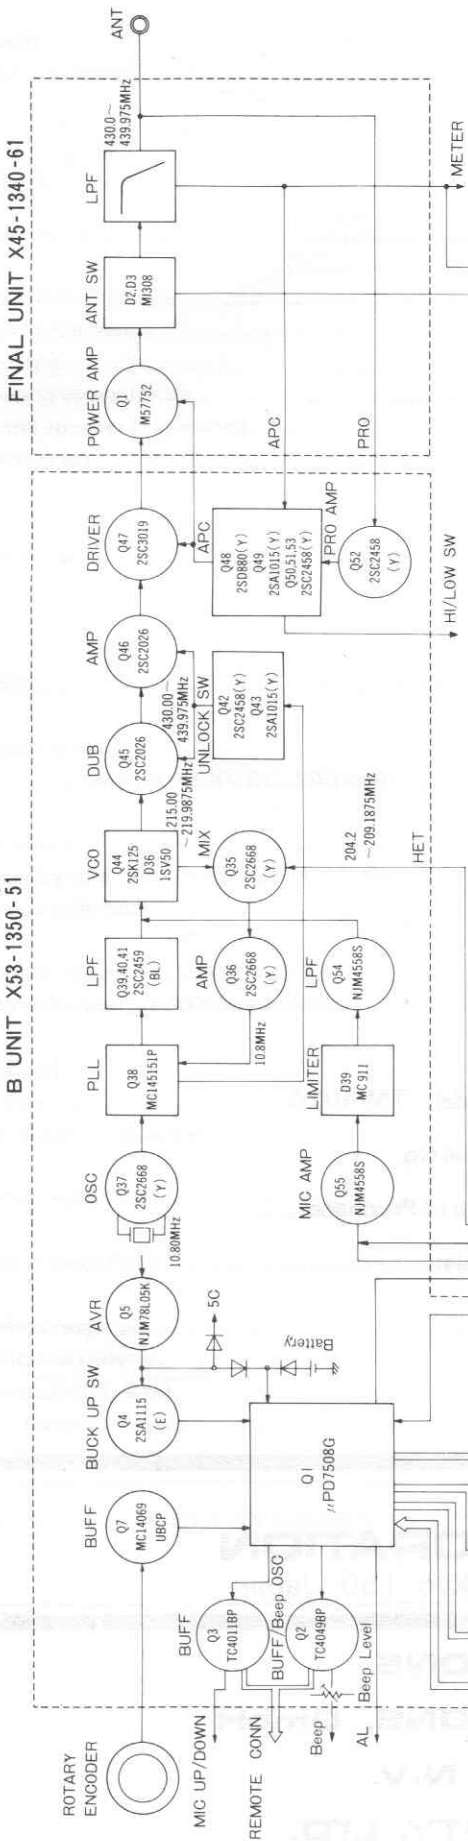 B UNIT X53-1350-51
FINAL UNIT X45-1340-61
ROTARY
ENCODER
BUFF
Q7
MC14069
UBCP
BUCK UP SW
Q4
2SA1115
(E)
AVR
Q5
NJM78L05K
OSC
Q37
2SC2668
(Y)
10.80MHz
PLL
Q38
MC145151P
LPF
Q39,40,41
2SC2459
(BL)
VCO
Q44
2SK125
D36
1SV50
215.00
~219.9875MHz
DUB
Q45
2SC2026
AMP
Q46
2SC2026
430.00~
439.975MHz
DRIVER
Q47
2SC3019
POWER AMP
Q1
M57752
ANT SW
D2,D3
MI308
LPF
430.0~
439.975MHz
ANT
5C
Battery
Q1
μPD7508G
BUFF
Q3
TC4011BP
BUFF/Beep OSC
Q2
TC4049BP
Beep Level
MIC UP/DOWN
REMOTE CONN
Beep
AL
AMP
Q36
2SC2668
(Y)
10.8MHz
MIX
Q35
2SC2668
(Y)
UNLOCK SW
Q42
2SC2458(Y)
Q43
2SA1015(Y)
APC
Q48
2SD880(Y)
Q49
2SA1015(Y)
Q50,51,53
2SC2458(Y)
PRO AMP
Q52
2SC2458
(Y)
APC
PRO
METER
HI/LOW SW
MIC AMP
Q55
NJM4558S
LIMITER
D39
MC911
LPF
Q54
NJM4558S
204.2
~209.1875MHz
HET